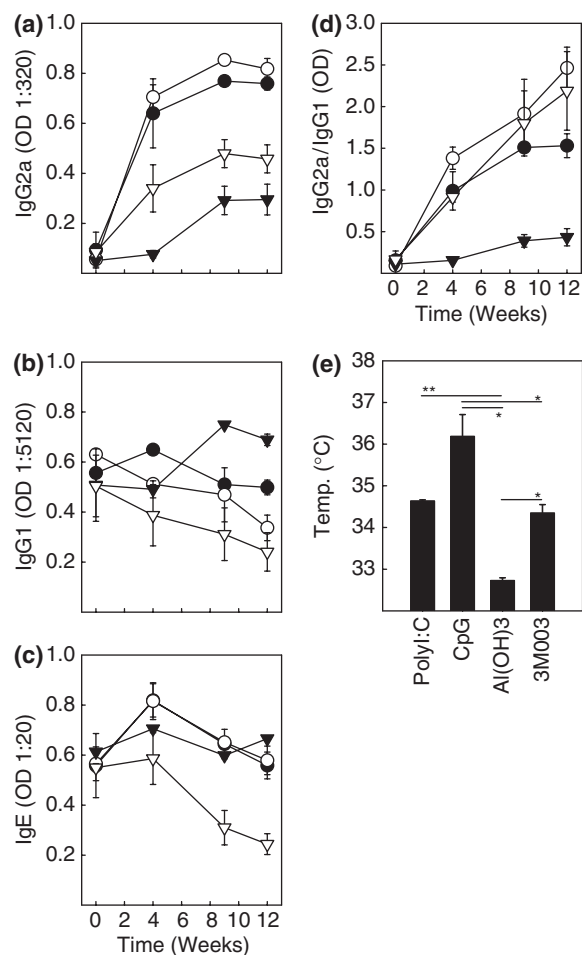 (a)
IgG2a (OD 1:320)
1.0
0.8
0.6
0.4
0.2
(b)
IgG1 (OD 1:5120)
1.0
0.8
0.6
0.4
0.2
(c)
IgE (OD 1:20)
1.0
0.8
0.6
0.4
0.2
0 2 4 6 8 10 12
Time (Weeks)
(d)
IgG2a/IgG1 (OD)
3.0
2.5
2.0
1.5
1.0
0.5
0 2 4 6 8 10 12
Time (Weeks)
(e)
Temp. (°C)
38
37
36
35
34
33
**
*
*
*
PolyI:C
CpG
Al(OH)3
3M003